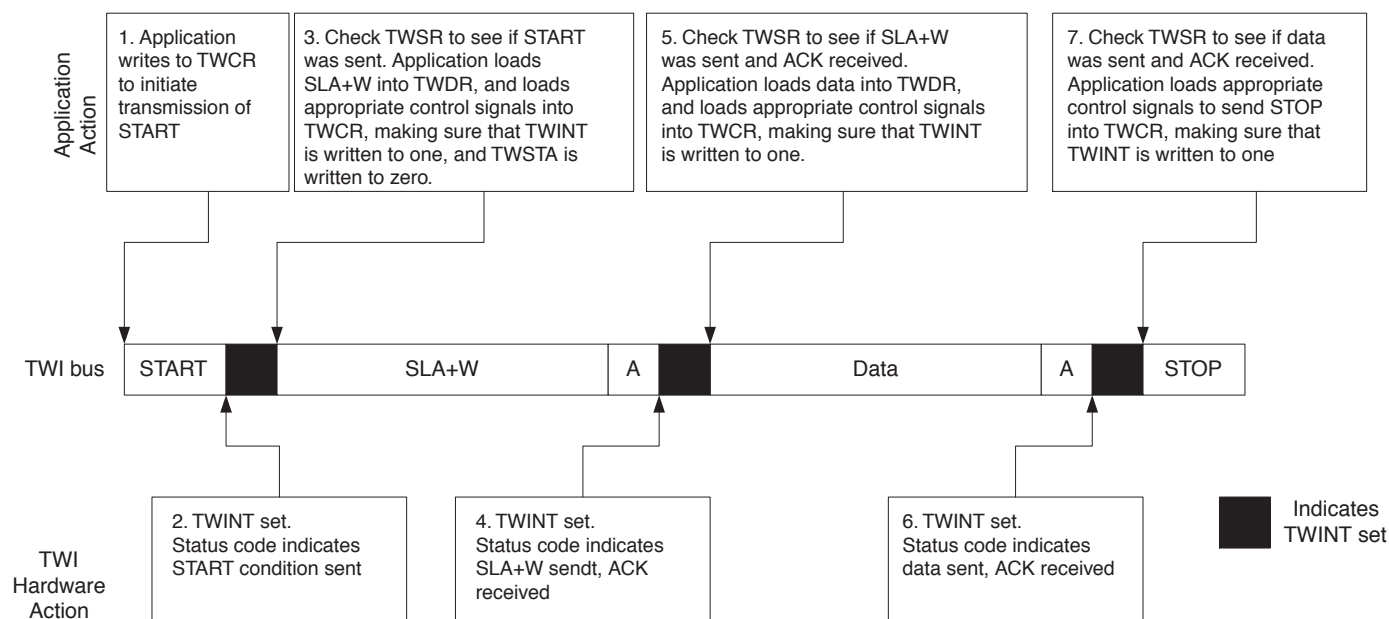 Application
Action
1. Application
writes to TWCR
to initiate
transmission of
START
3. Check TWSR to see if START
was sent. Application loads
SLA+W into TWDR, and loads
appropriate control signals into
TWCR, making sure that TWINT
is written to one, and TWSTA is
written to zero.
5. Check TWSR to see if SLA+W
was sent and ACK received.
Application loads data into TWDR,
and loads appropriate control signals
into TWCR, making sure that TWINT
is written to one.
7. Check TWSR to see if data
was sent and ACK received.
Application loads appropriate
control signals to send STOP
into TWCR, making sure that
TWINT is written to one
TWI bus
START
SLA+W
A
Data
A
STOP
TWI
Hardware
Action
2. TWINT set.
Status code indicates
START condition sent
4. TWINT set.
Status code indicates
SLA+W sendt, ACK
received
6. TWINT set.
Status code indicates
data sent, ACK received
Indicates
TWINT set